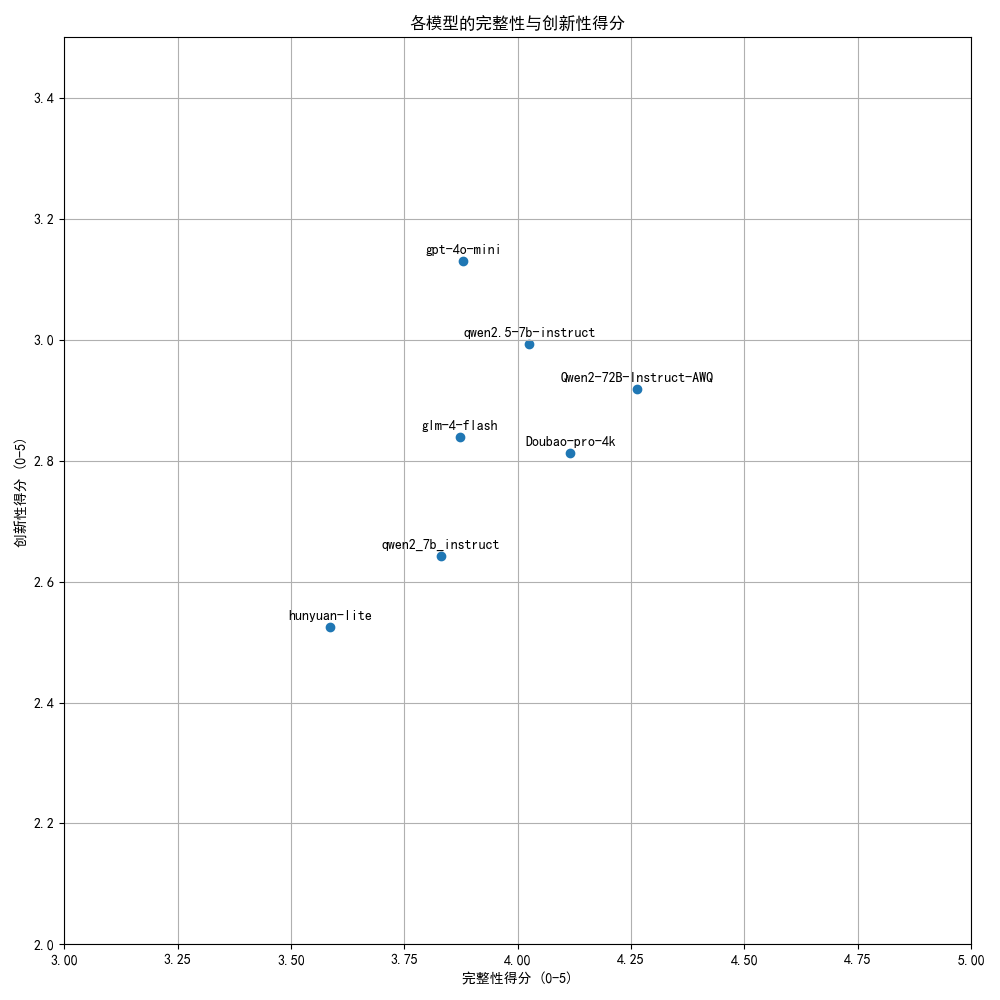 各模型的完整性与创新性得分
3.4
3.2
3.0
2.8
2.6
2.4
2.2
2.0
创新性得分 (0-5)
gpt-4o-mini
qwen2.5-7b-instruct
Qwen2-72B-Instruct-AWQ
glm-4-flash
Doubao-pro-4k
qwen2_7b_instruct
hunyuan-lite
3.00 3.25 3.50 3.75 4.00 4.25 4.50 4.75 5.00
完整性得分 (0-5)